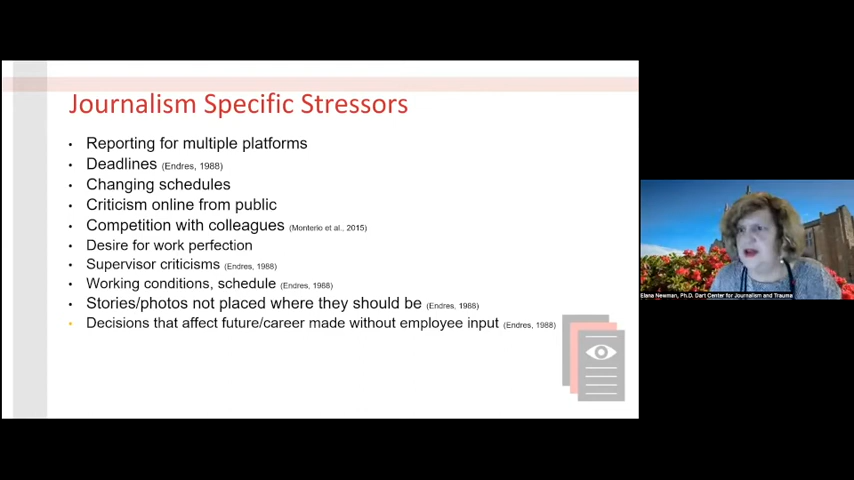 Journalism Specific Stressors
• Reporting for multiple platforms
• Deadlines (Endres, 1988)
• Changing schedules
• Criticism online from public
• Competition with colleagues (Monterio et al., 2015)
• Desire for work perfection
• Supervisor criticisms (Endres, 1988)
• Working conditions, schedule (Endres, 1988)
• Stories/photos not placed where they should be (Endres, 1988)
• Decisions that affect future/career made without employee input (Endres, 1988)
Elana Newman, Ph.D. Dart Center for Journalism and Trauma